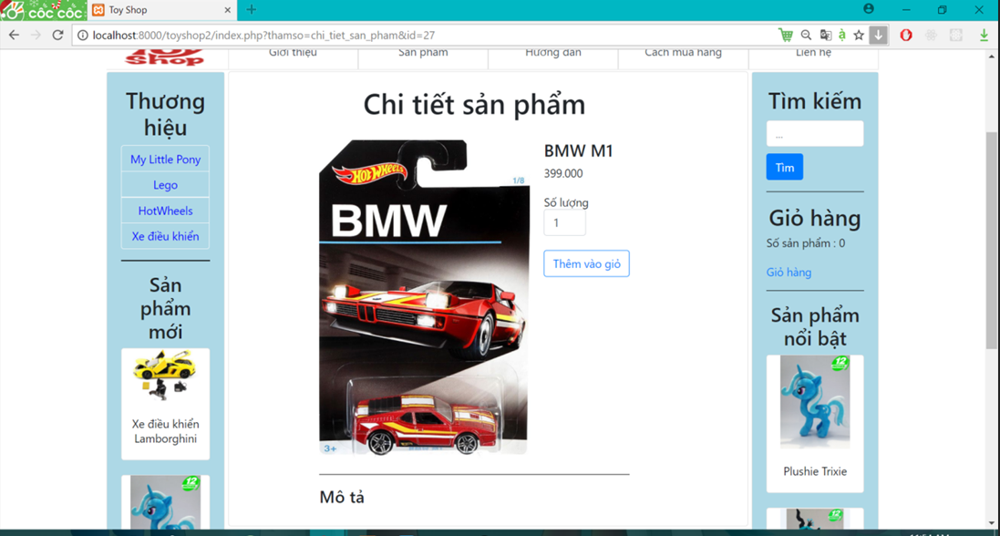 cốc cốc
Toy Shop
localhost:8000/toyshop2/index.php?thamso=chi_tiet_san_pham&id=27
Shop
Giới thiệu
Sản phẩm
Hướng dẫn
Cách mua hàng
Liên hệ
Thương
hiệu
My Little Pony
Lego
HotWheels
Xe điều khiển
Sản
phẩm
mới
Xe điều khiển
Lamborghini
12
Chi tiết sản phẩm
Hot Wheels
1/8
BMW
3+
BMW M1
399.000
Số lượng
1
Thêm vào giỏ
Mô tả
Tìm kiếm
...
Tìm
Giỏ hàng
Số sản phẩm : 0
Giỏ hàng
Sản phẩm
nổi bật
12
Plushie Trixie
12